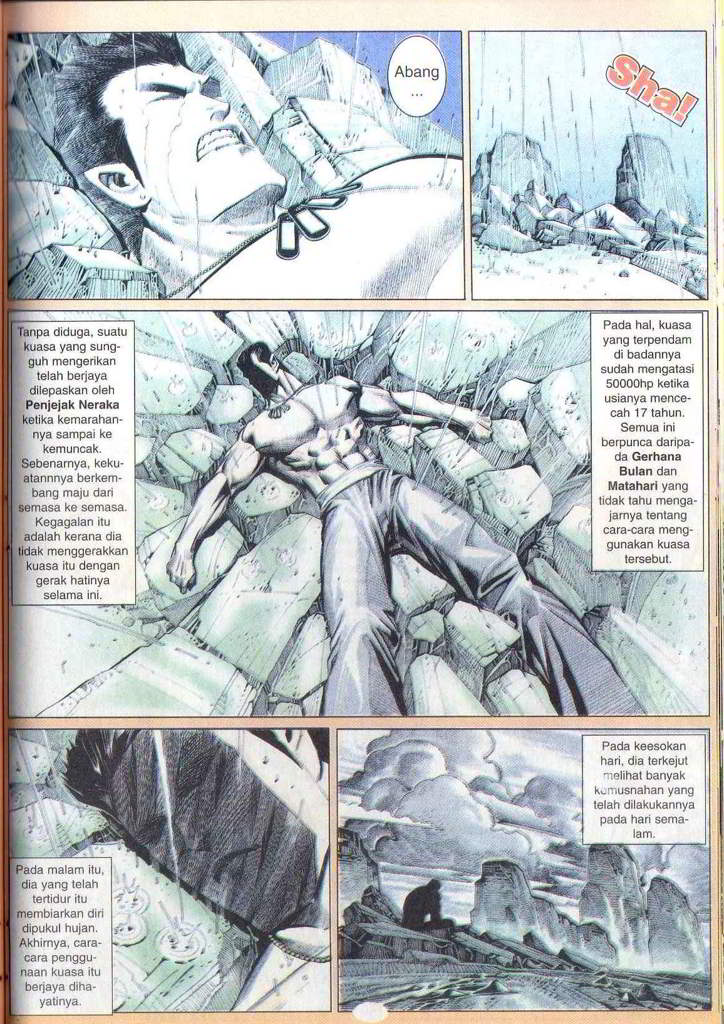 Abang
...
Sha!
Tanpa diduga, suatu
kuasa yang sung-
guh mengerikan
telah berjaya
dilepaskan oleh
Penjejak Neraka
ketika kemarahan-
nya sampai ke
kemuncak.
Sebenarnya, keku-
atannnya berkem-
bang maju dari
semasa ke semasa.
Kegagalan itu
adalah kerana dia
tidak menggerakkan
kuasa itu dengan
gerak hatinya
selama ini.
Pada hal, kuasa
yang terpendam
di badannya
sudah mengatasi
50000hp ketika
usianya mence-
cah 17 tahun.
Semua ini
berpunca daripa-
da Gerhana
Bulan dan
Matahari yang
tidak tahu menga-
jarnya tentang
cara-cara meng-
gunakan kuasa
tersebut.
Pada malam itu,
dia yang telah
tertidur itu
membiarkan diri
dipukul hujan.
Akhirnya, cara-
cara penggu-
naan kuasa itu
berjaya diha-
yatinya.
Pada keesokan
hari, dia terkejut
melihat banyak
kemusnahan yang
telah dilakukannya
pada hari sema-
lam.